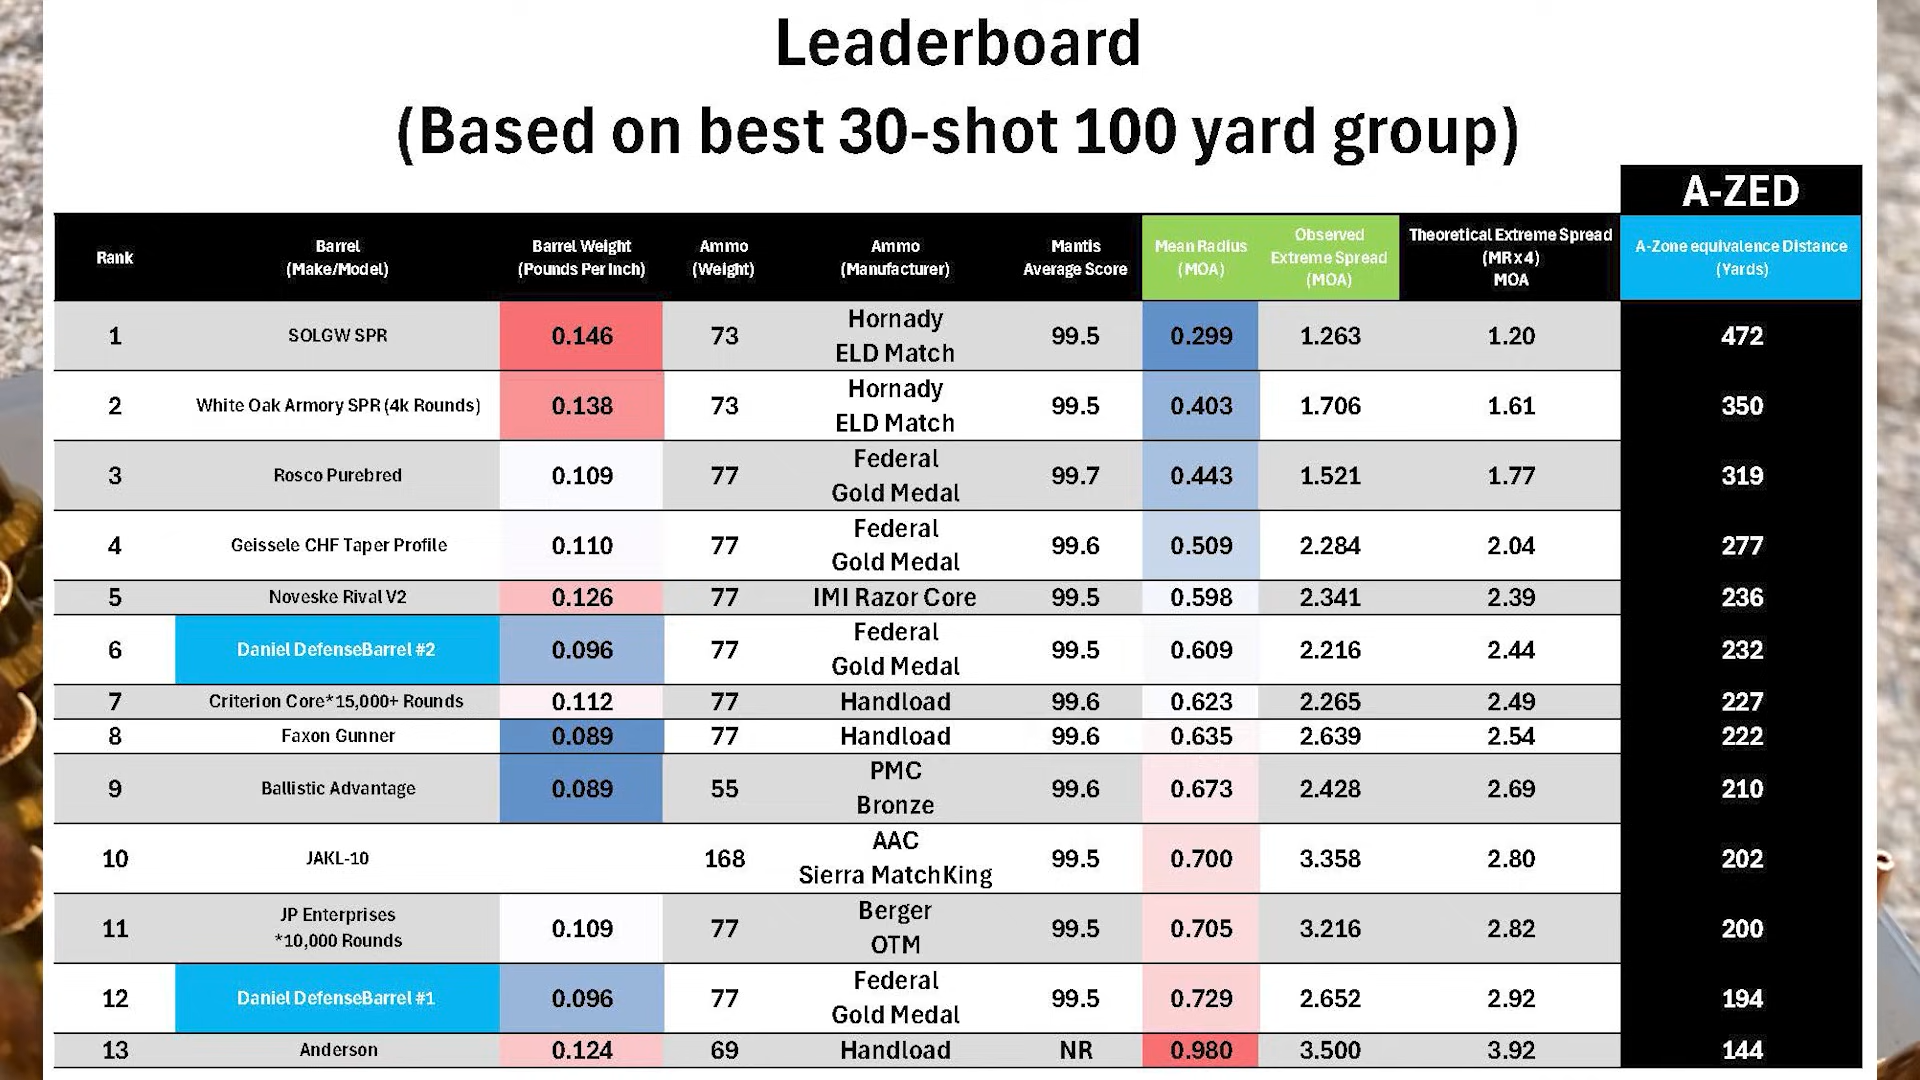 Leaderboard
(Based on best 30-shot 100 yard group)
A-ZED
Rank
Barrel
(Make/Model)
Barrel Weight
(Pounds Per Inch)
Ammo
(Weight)
Ammo
(Manufacturer)
Mantis
Average Score
Mean Radius
(MOA)
Observed
Extreme Spread
(MOA)
Theoretical Extreme Spread
(MR x 4)
MOA
A-Zone equivalence Distance
(Yards)
1 SOLGW SPR 0.146 73 Hornady
ELD Match 99.5 0.299 1.263 1.20 472
2 White Oak Armory SPR (4k Rounds) 0.138 73 Hornady
ELD Match 99.5 0.403 1.706 1.61 350
3 Rosco Purebred 0.109 77 Federal
Gold Medal 99.7 0.443 1.521 1.77 319
4 Geissele CHF Taper Profile 0.110 77 Federal
Gold Medal 99.6 0.509 2.284 2.04 277
5 Noveske Rival V2 0.126 77 IMI Razor Core 99.5 0.598 2.341 2.39 236
6 Daniel DefenseBarrel #2 0.096 77 Federal
Gold Medal 99.5 0.609 2.216 2.44 232
7 Criterion Core*15,000+ Rounds 0.112 77 Handload 99.6 0.623 2.265 2.49 227
8 Faxon Gunner 0.089 77 Handload 99.6 0.635 2.639 2.54 222
9 Ballistic Advantage 0.089 55 PMC
Bronze 99.6 0.673 2.428 2.69 210
10 JAKL-10 168 AAC
Sierra MatchKing 99.5 0.700 3.358 2.80 202
11 JP Enterprises
*10,000 Rounds 0.109 77 Berger
OTM 99.5 0.705 3.216 2.82 200
12 Daniel DefenseBarrel #1 0.096 77 Federal
Gold Medal 99.5 0.729 2.652 2.92 194
13 Anderson 0.124 69 Handload NR 0.980 3.500 3.92 144